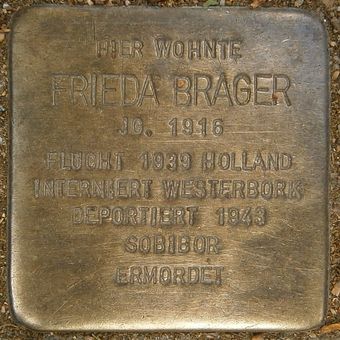 HIER WOHNTE
FRIEDA BRAGER
JG. 1916
FLUCHT 1939 HOLLAND
INTERNIERT WESTERBORK
DEPORTIERT 1943
SOBIBOR
ERMORDET